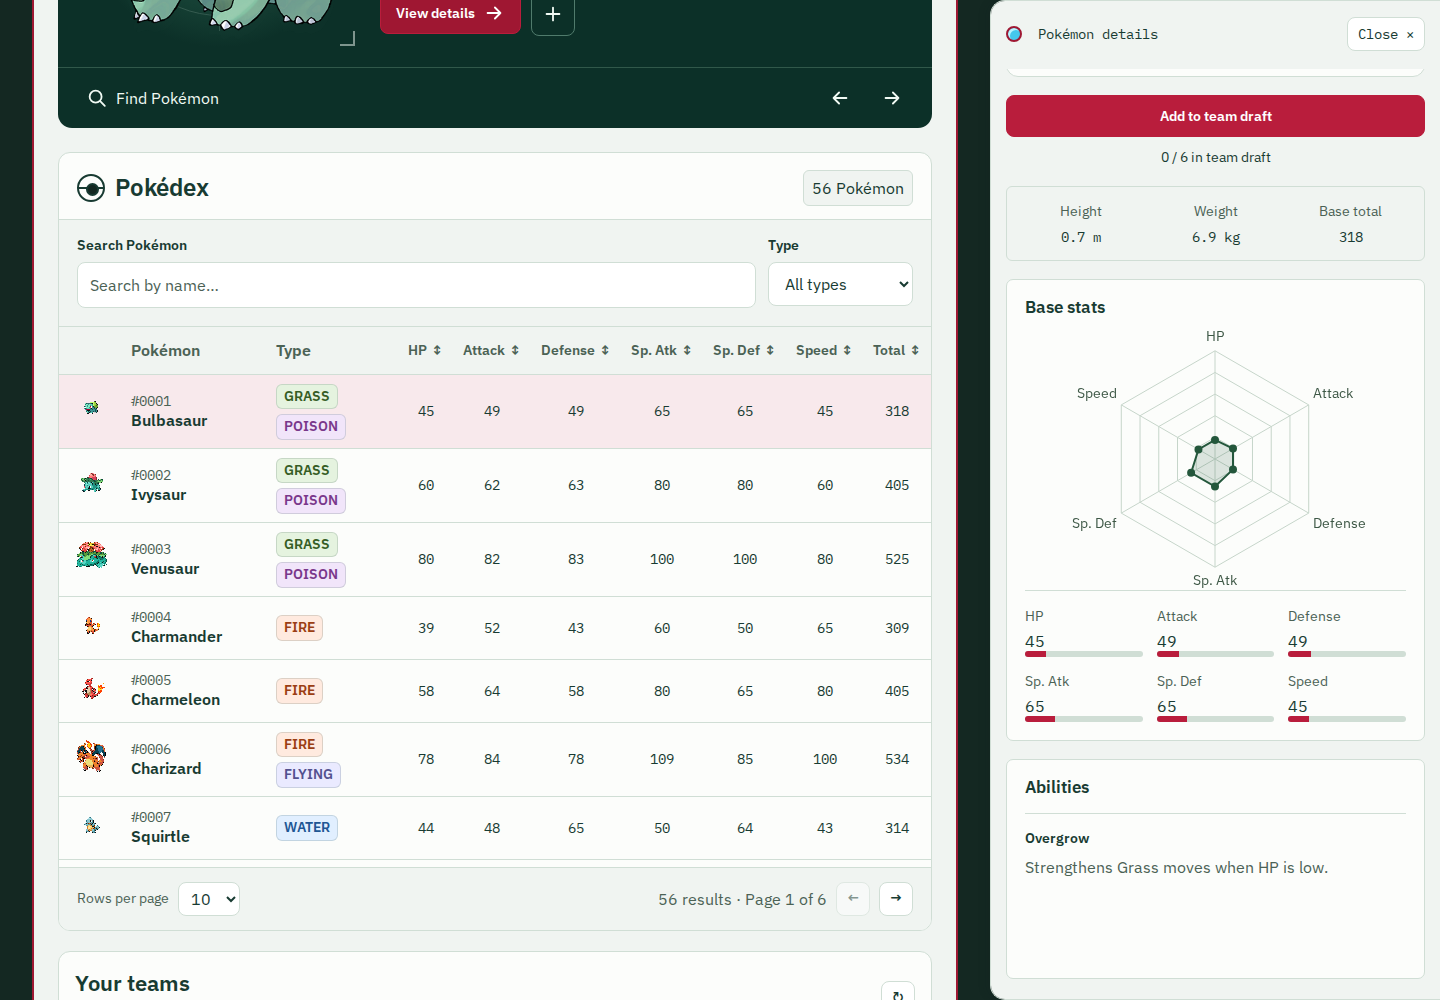 View details →
+
Find Pokémon
← →
Pokédex
56 Pokémon
Search Pokémon
Type
Search by name...
All types
Pokémon Type HP ↕ Attack ↕ Defense ↕ Sp. Atk ↕ Sp. Def ↕ Speed ↕ Total ↕
#0001
Bulbasaur
GRASS
POISON
45 49 49 65 65 45 318
#0002
Ivysaur
GRASS
POISON
60 62 63 80 80 60 405
#0003
Venusaur
GRASS
POISON
80 82 83 100 100 80 525
#0004
Charmander
FIRE
39 52 43 60 50 65 309
#0005
Charmeleon
FIRE
58 64 58 80 65 80 405
#0006
Charizard
FIRE
FLYING
78 84 78 109 85 100 534
#0007
Squirtle
WATER
44 48 65 50 64 43 314
Rows per page 10
56 results · Page 1 of 6 ← →
Your teams
↻
Pokémon details
Close ×
Add to team draft
0 / 6 in team draft
Height Weight Base total
0.7 m 6.9 kg 318
Base stats
HP
Speed Attack
Sp. Def Defense
Sp. Atk
HP Attack Defense
45 49 49
Sp. Atk Sp. Def Speed
65 65 45
Abilities
Overgrow
Strengthens Grass moves when HP is low.